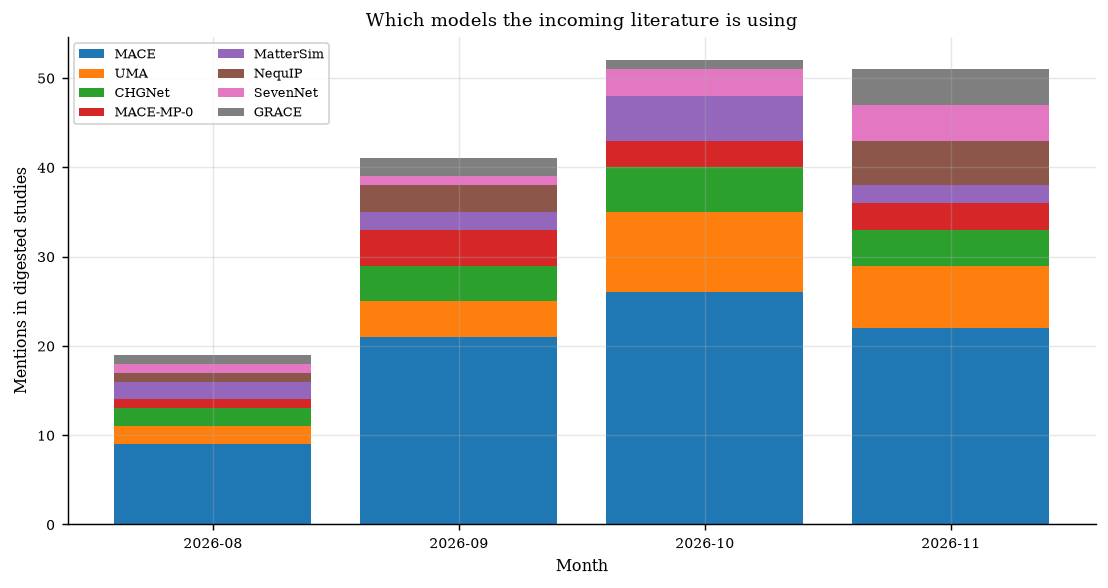 Which models the incoming literature is using
MACE
UMA
CHGNet
MACE-MP-0
MatterSim
NequIP
SevenNet
GRACE
Mentions in digested studies
50
40
30
20
10
0
2026-08
2026-09
2026-10
2026-11
Month